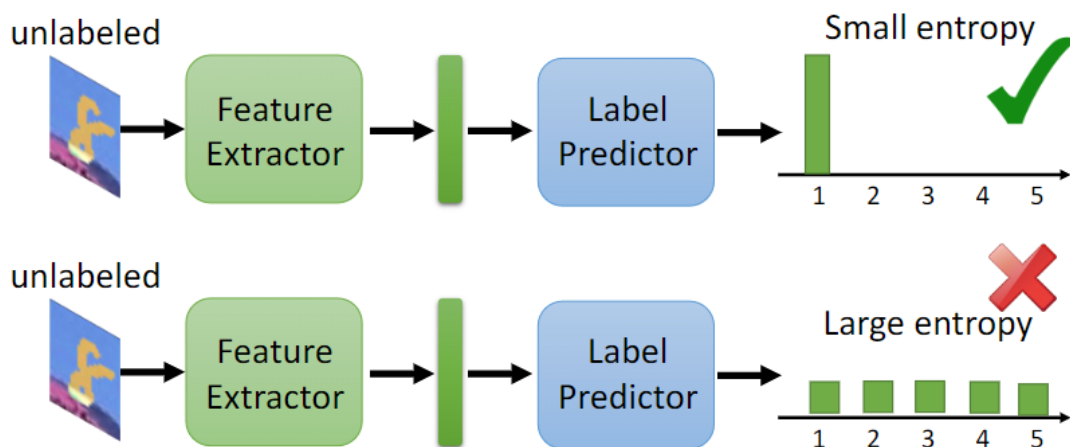 unlabeled
Feature
Extractor
Label
Predictor
Small entropy
1 2 3 4 5
unlabeled
Feature
Extractor
Label
Predictor
Large entropy
1 2 3 4 5